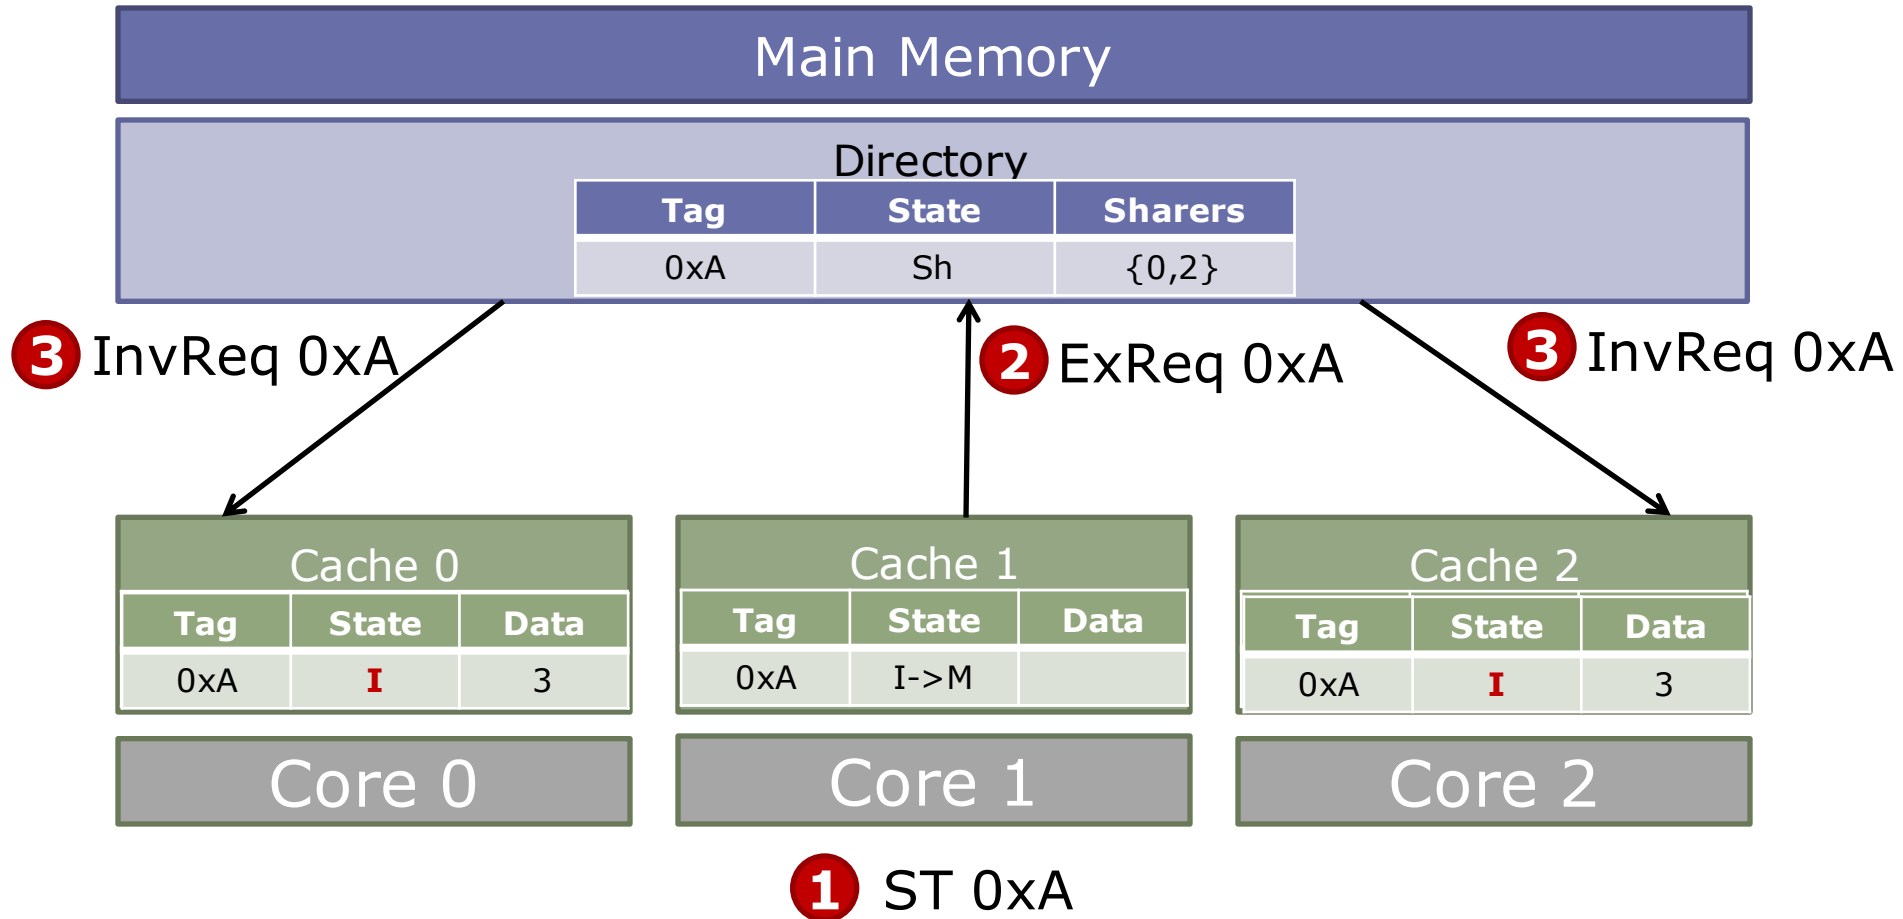 Main Memory
Directory
Tag State Sharers
0xA Sh {0,2}
3 InvReq 0xA
2 ExReq 0xA
3 InvReq 0xA
Cache 0
Tag State Data
0xA I 3
Cache 1
Tag State Data
0xA I->M
Cache 2
Tag State Data
0xA I 3
Core 0
Core 1
Core 2
1 ST 0xA